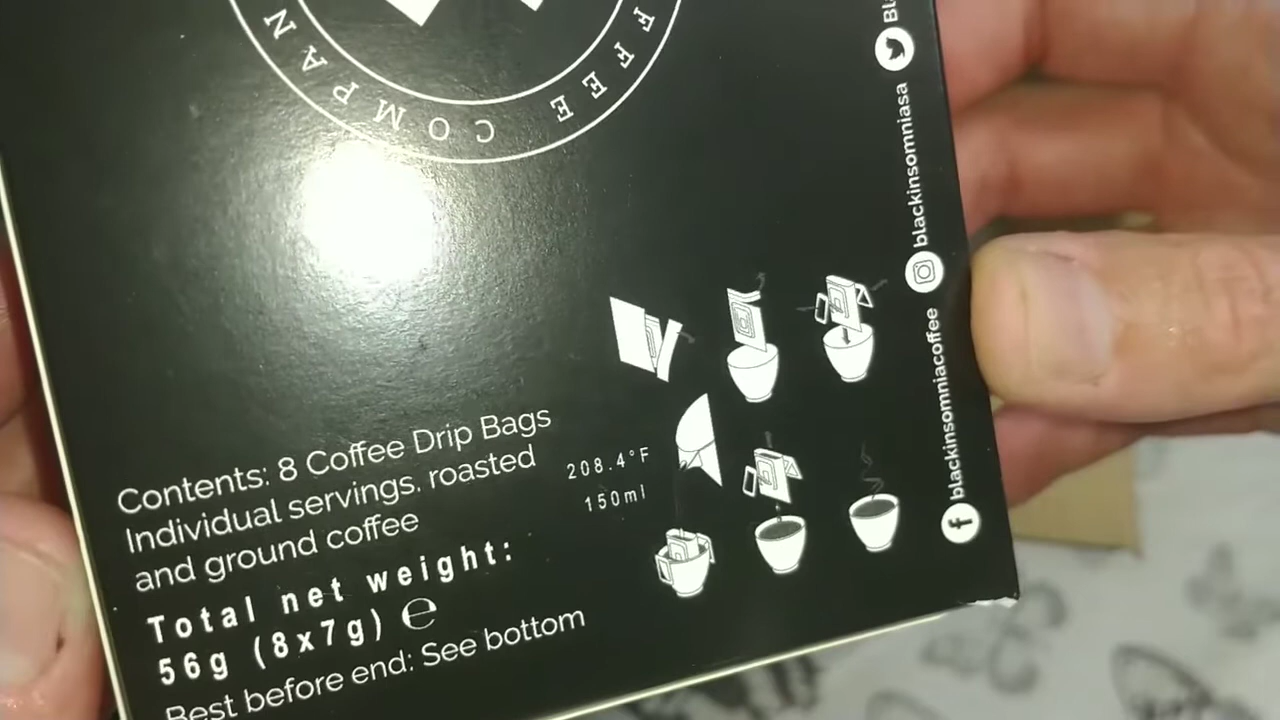 FFEE COMPAN
Contents: 8 Coffee Drip Bags
Individual servings, roasted
and ground coffee
Total net weight:
56g (8x7g) ℮
Best before end: See bottom
208.4°F
150ml
blackinsomniacoffee
blackinsomniasa
Bl